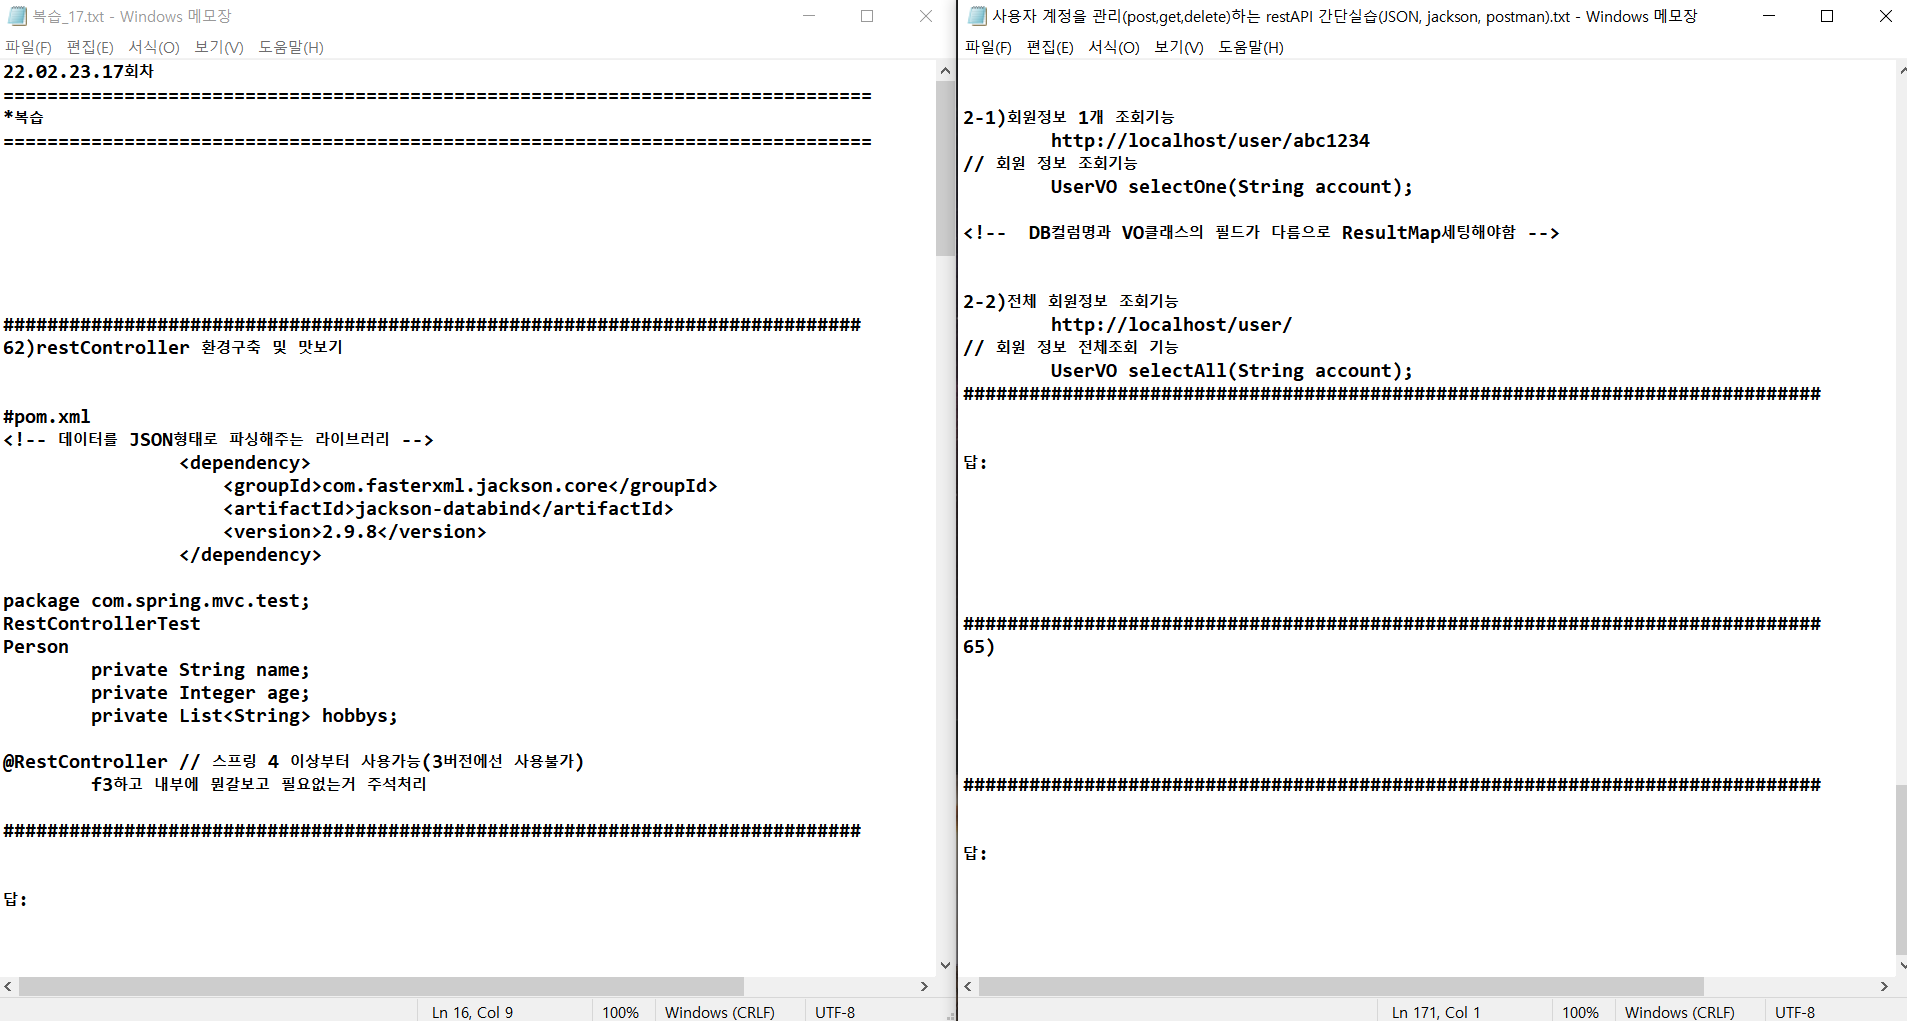 복습_17.txt - Windows 메모장
파일(F) 편집(E) 서식(O) 보기(V) 도움말(H)
22.02.23.17회차
===============================================================================
*복습
===============================================================================
##############################################################################
62)restController 환경구축 및 맛보기
#pom.xml
<!-- 데이터를 JSON형태로 파싱해주는 라이브러리 -->
<dependency>
<groupId>com.fasterxml.jackson.core</groupId>
<artifactId>jackson-databind</artifactId>
<version>2.9.8</version>
</dependency>
package com.spring.mvc.test;
RestControllerTest
Person
private String name;
private Integer age;
private List<String> hobbys;
@RestController // 스프링 4 이상부터 사용가능(3버전에선 사용불가)
f3하고 내부에 뭔갈보고 필요없는거 주석처리
##############################################################################
답:
Ln 16, Col 9
100%
Windows (CRLF)
UTF-8
사용자 계정을 관리(post,get,delete)하는 restAPI 간단실습(JSON, jackson, postman).txt - Windows 메모장
파일(F) 편집(E) 서식(O) 보기(V) 도움말(H)
2-1)회원정보 1개 조회기능
http://localhost/user/abc1234
// 회원 정보 조회기능
UserVO selectOne(String account);
<!--  DB컬럼명과 VO클래스의 필드가 다름으로 ResultMap세팅해야함 -->
2-2)전체 회원정보 조회기능
http://localhost/user/
// 회원 정보 전체조회 기능
UserVO selectAll(String account);
##############################################################################
답:
##############################################################################
65)
##############################################################################
답:
Ln 171, Col 1
100%
Windows (CRLF)
UTF-8